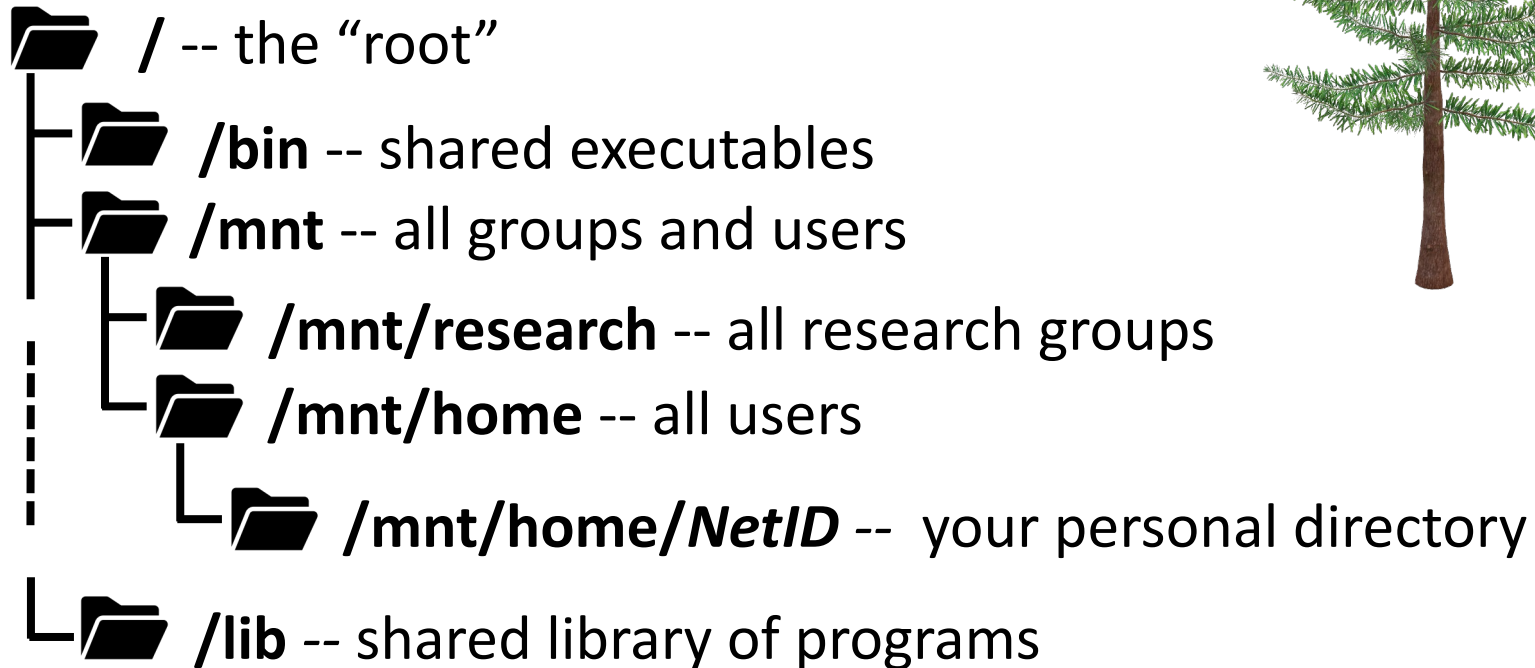 / -- the “root”
/bin -- shared executables
/mnt -- all groups and users
/mnt/research -- all research groups
/mnt/home -- all users
/mnt/home/NetID -- your personal directory
/lib -- shared library of programs